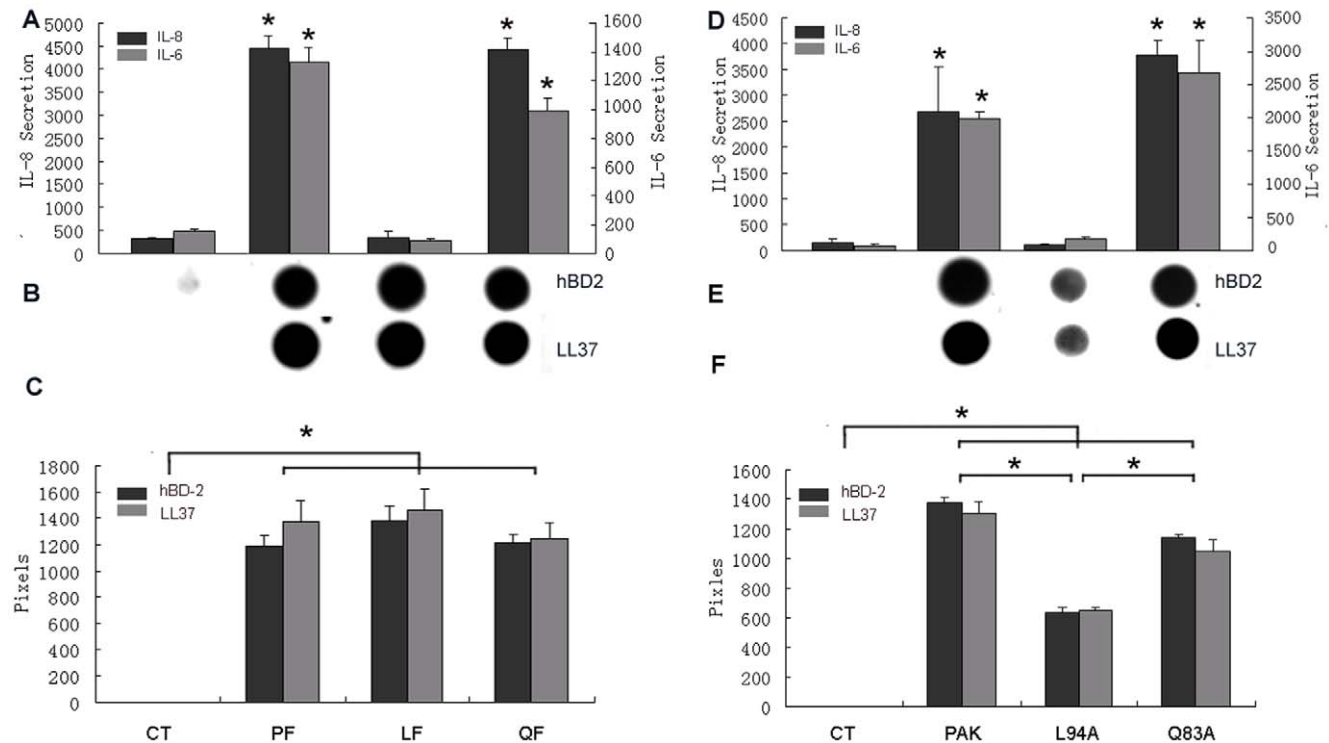 A
IL-8
IL-6
5000
4500
4000
3500
3000
2500
2000
1500
1000
500
0
IL-8 Secretion
* * * *
1600
1400
1200
1000
800
600
400
200
0
IL-6 Secretion
B
hBD2
LL37
C
*
1800
1600
1400
1200
1000
800
600
400
200
0
Pixels
hBD-2
LL37
CT PF LF QF
D
IL-8
IL-6
4500
4000
3500
3000
2500
2000
1500
1000
500
0
IL-8 Secretion
* * * *
3500
3000
2500
2000
1500
1000
500
0
IL-6 Secretion
E
hBD2
LL37
F
*
* *
1600
1400
1200
1000
800
600
400
200
0
Pixles
hBD-2
LL37
CT PAK L94A Q83A